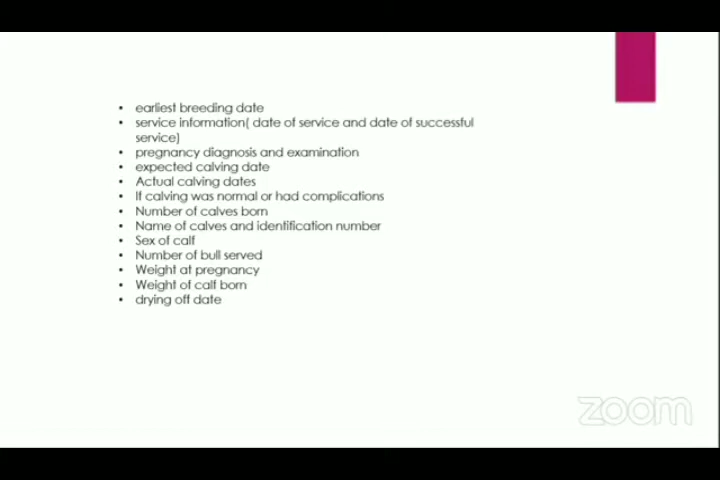 • earliest breeding date
• service information( date of service and date of successful
service)
• pregnancy diagnosis and examination
• expected calving date
• Actual calving dates
• If calving was normal or had complications
• Number of calves born
• Name of calves and identification number
• Sex of calf
• Number of bull served
• Weight at pregnancy
• Weight of calf born
• drying off date
zoom